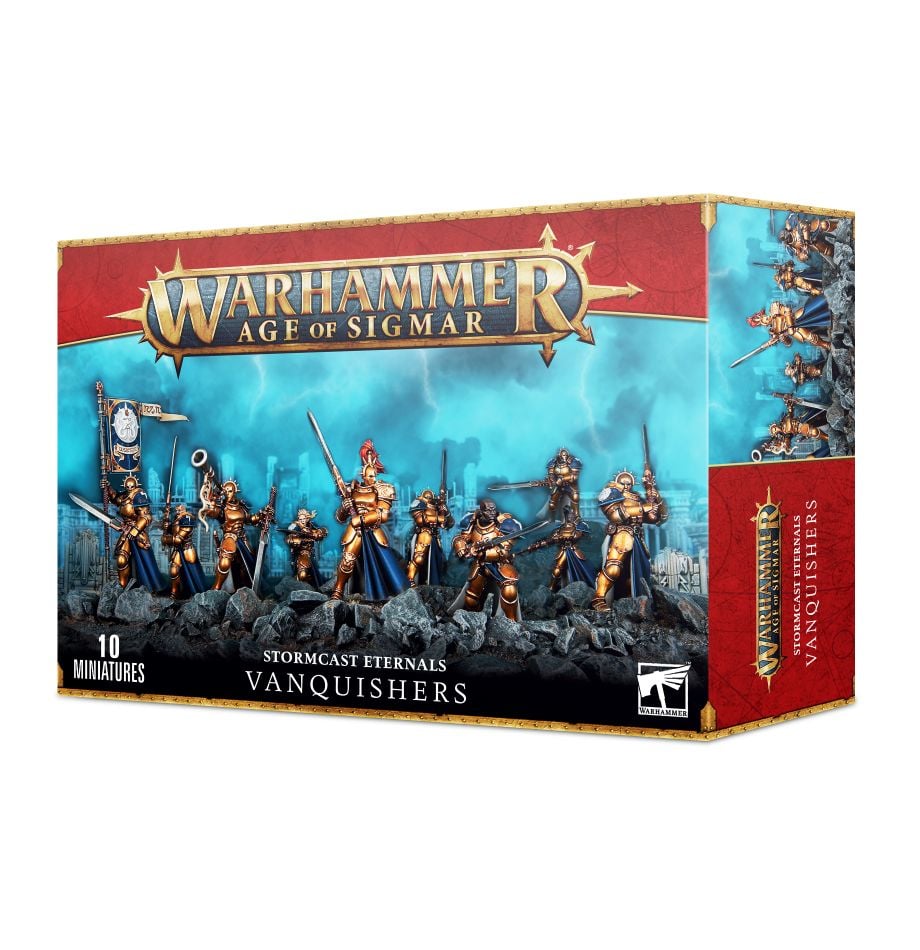 WARHAMMER®
AGE OF SIGMAR
10
MINIATURES
STORMCAST ETERNALS
VANQUISHERS
WARHAMMER
WARHAMMER
AGE OF SIGMAR
STORMCAST ETERNALS
VANQUISHERS